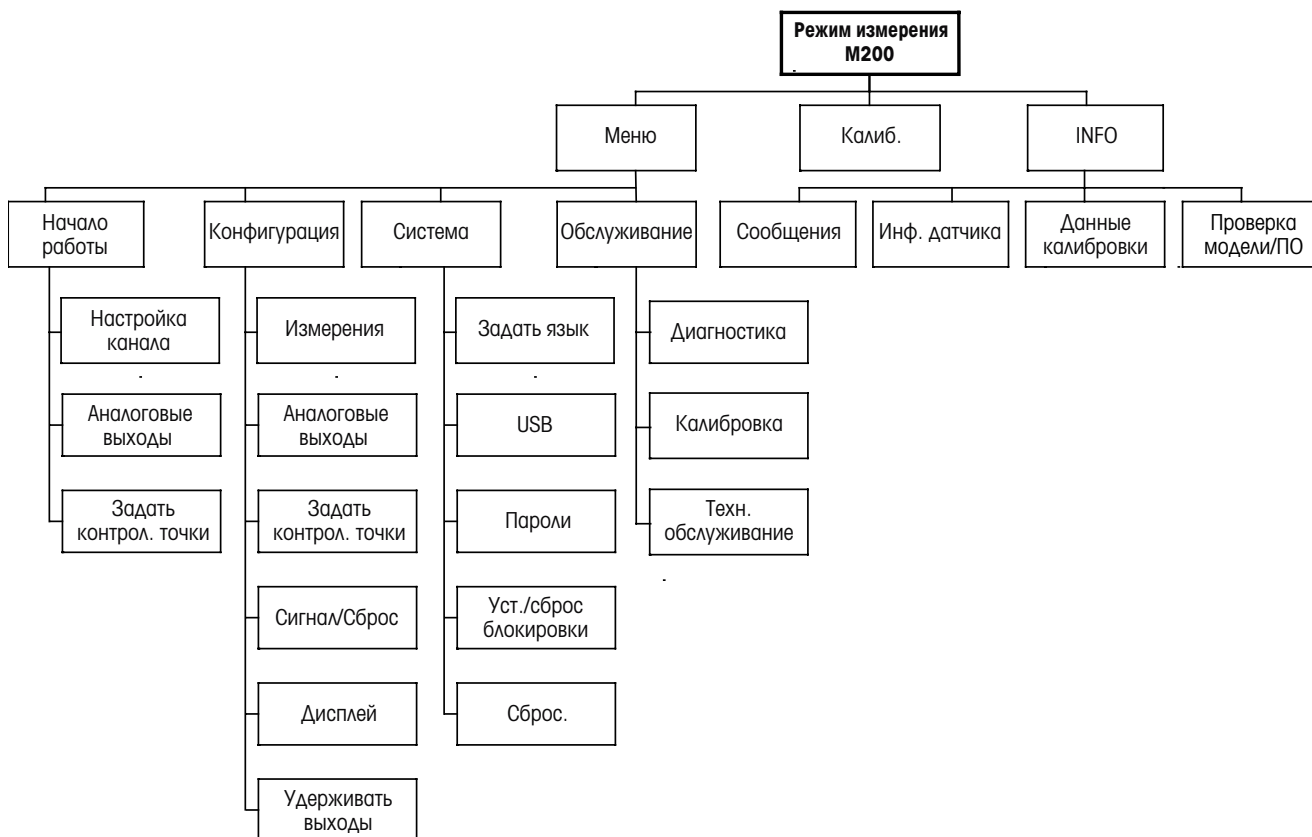 Режим измерения
M200
Меню
Калиб.
INFO
Начало
работы
Конфигурация
Система
Обслуживание
Сообщения
Инф. датчика
Данные
калибровки
Проверка
модели/ПО
Настройка
канала
Измерения
Задать язык
Диагностика
Аналоговые
выходы
Аналоговые
выходы
USB
Калибровка
Задать
контрол. точки
Задать
контрол. точки
Пароли
Техн.
обслуживание
Сигнал/Сброс
Уст./сброс
блокировки
Дисплей
Сброс.
Удерживать
выходы